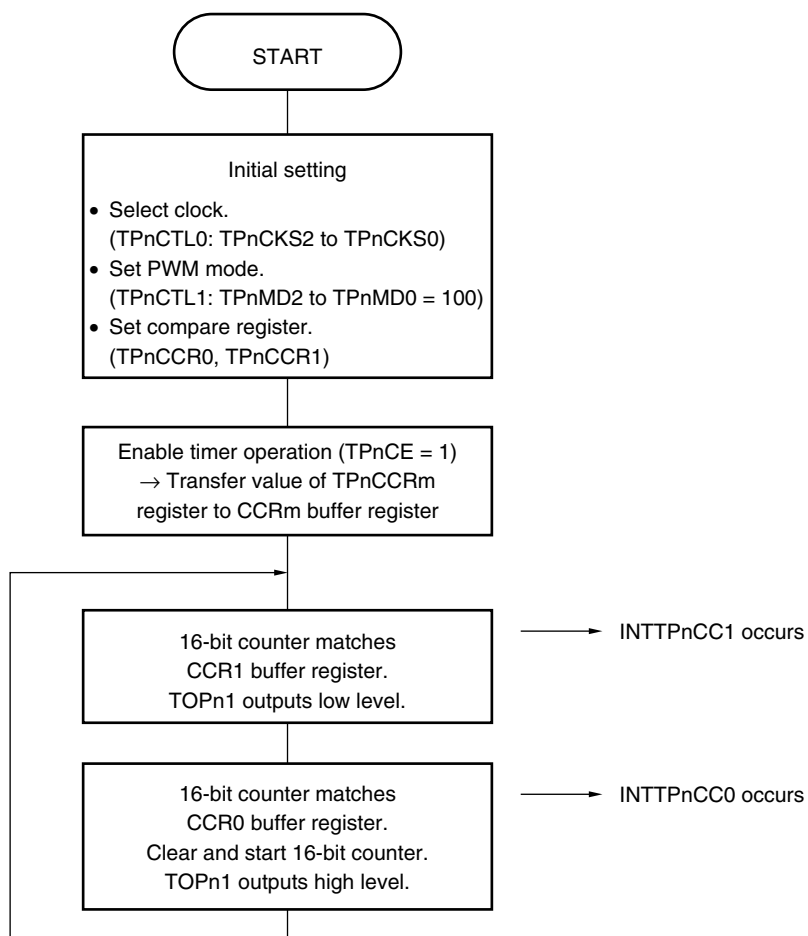 START
Initial setting
• Select clock.
(TPnCTL0: TPnCKS2 to TPnCKS0)
• Set PWM mode.
(TPnCTL1: TPnMD2 to TPnMD0 = 100)
• Set compare register.
(TPnCCR0, TPnCCR1)
Enable timer operation (TPnCE = 1)
→ Transfer value of TPnCCRm
register to CCRm buffer register
16-bit counter matches
CCR1 buffer register.
TOPn1 outputs low level.
INTTPnCC1 occurs
16-bit counter matches
CCR0 buffer register.
Clear and start 16-bit counter.
TOPn1 outputs high level.
INTTPnCC0 occurs